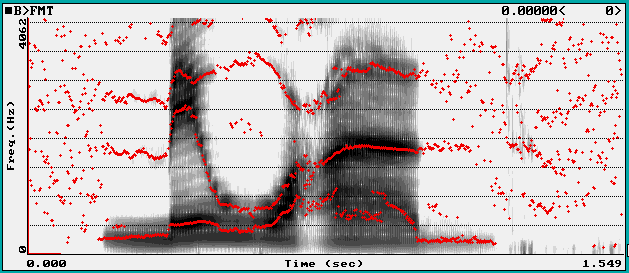 ■B>FMT 0.00000< 0>
4062
Freq.(Hz)
0
0.000 Time (sec) 1.549